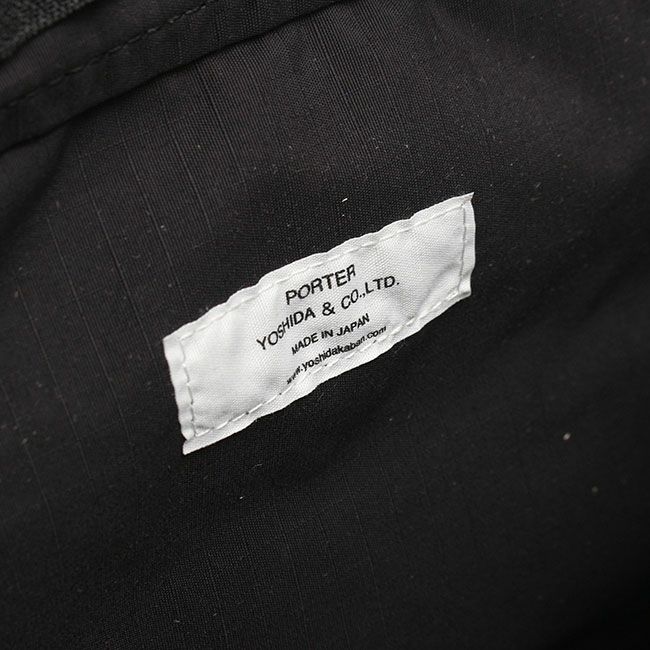 PORTER
YOSHIDA & CO.,LTD.
MADE IN JAPAN
www.yoshidakaban.com